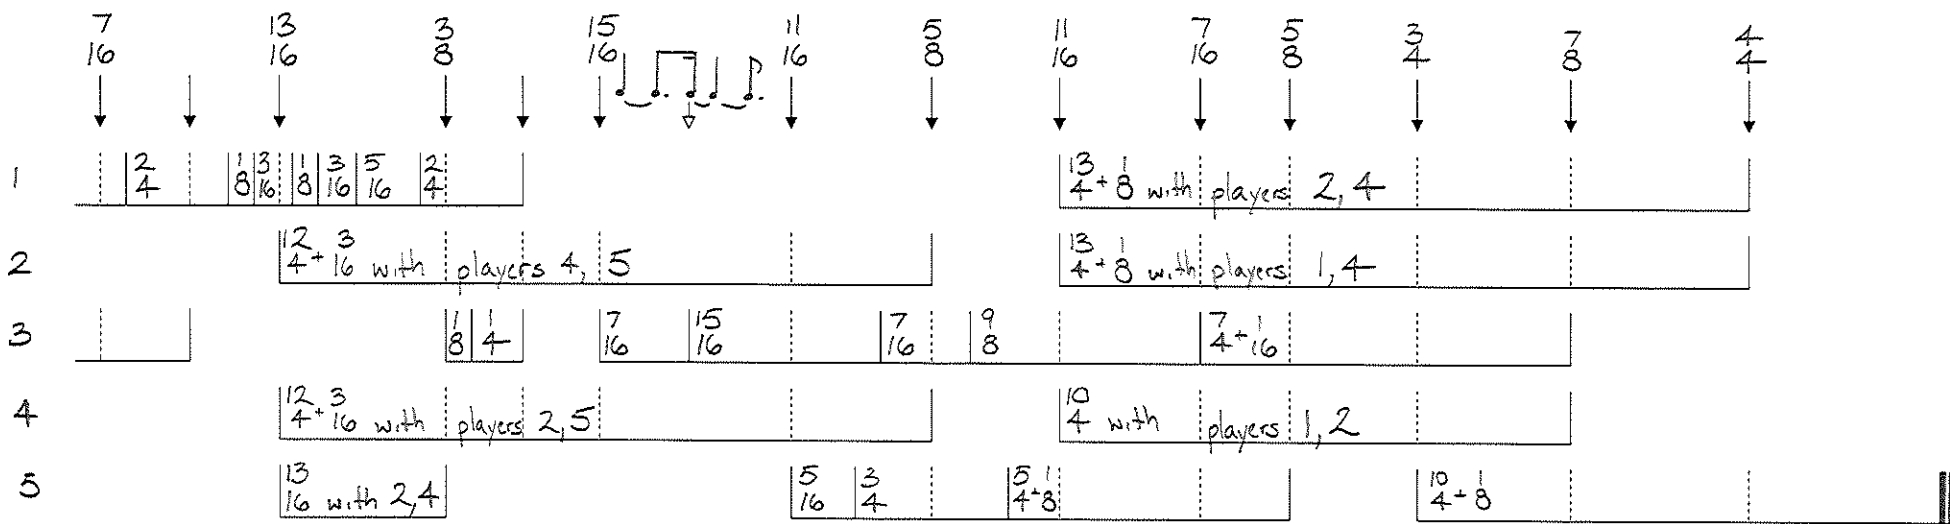 7 13 3 15 11 5 11 7 5 3 7 4
16 16 8 16 16 8 16 16 8 4 8 4
1 2/4 1/8 3/16 1/8 3/16 5/16 2/4 13/4 + 1/8 with players 2, 4
2 12/4 + 3/16 with players 4, 5 13/4 + 1/8 with players 1, 4
3 1/8 1/4 7/16 15/16 7/16 9/8 7/4 + 1/16
4 12/4 + 3/16 with players 2, 5 10/4 with players 1, 2
5 13/16 with 2, 4 5/16 3/4 5/4 + 1/8 10/4 + 1/8